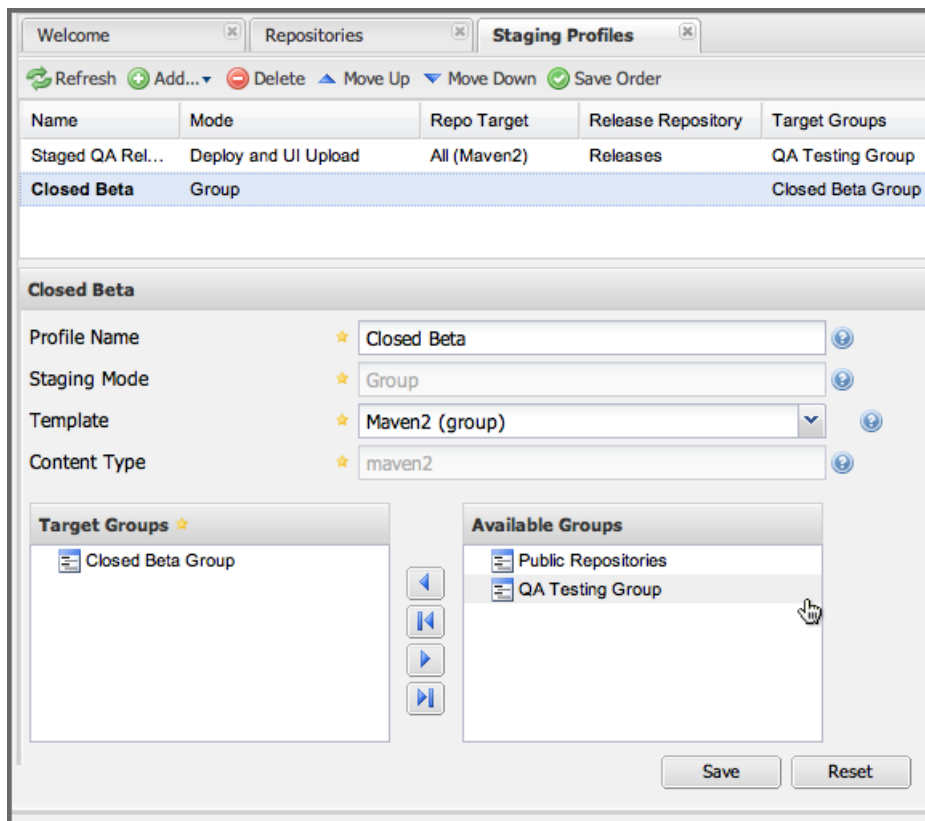 Welcome Repositories Staging Profiles
Refresh Add... Delete Move Up Move Down Save Order
Name Mode Repo Target Release Repository Target Groups
Staged QA Rel... Deploy and UI Upload All (Maven2) Releases QA Testing Group
Closed Beta Group Closed Beta Group
Closed Beta
Profile Name Closed Beta
Staging Mode Group
Template Maven2 (group)
Content Type maven2
Target Groups Available Groups
Closed Beta Group Public Repositories
QA Testing Group
Save Reset